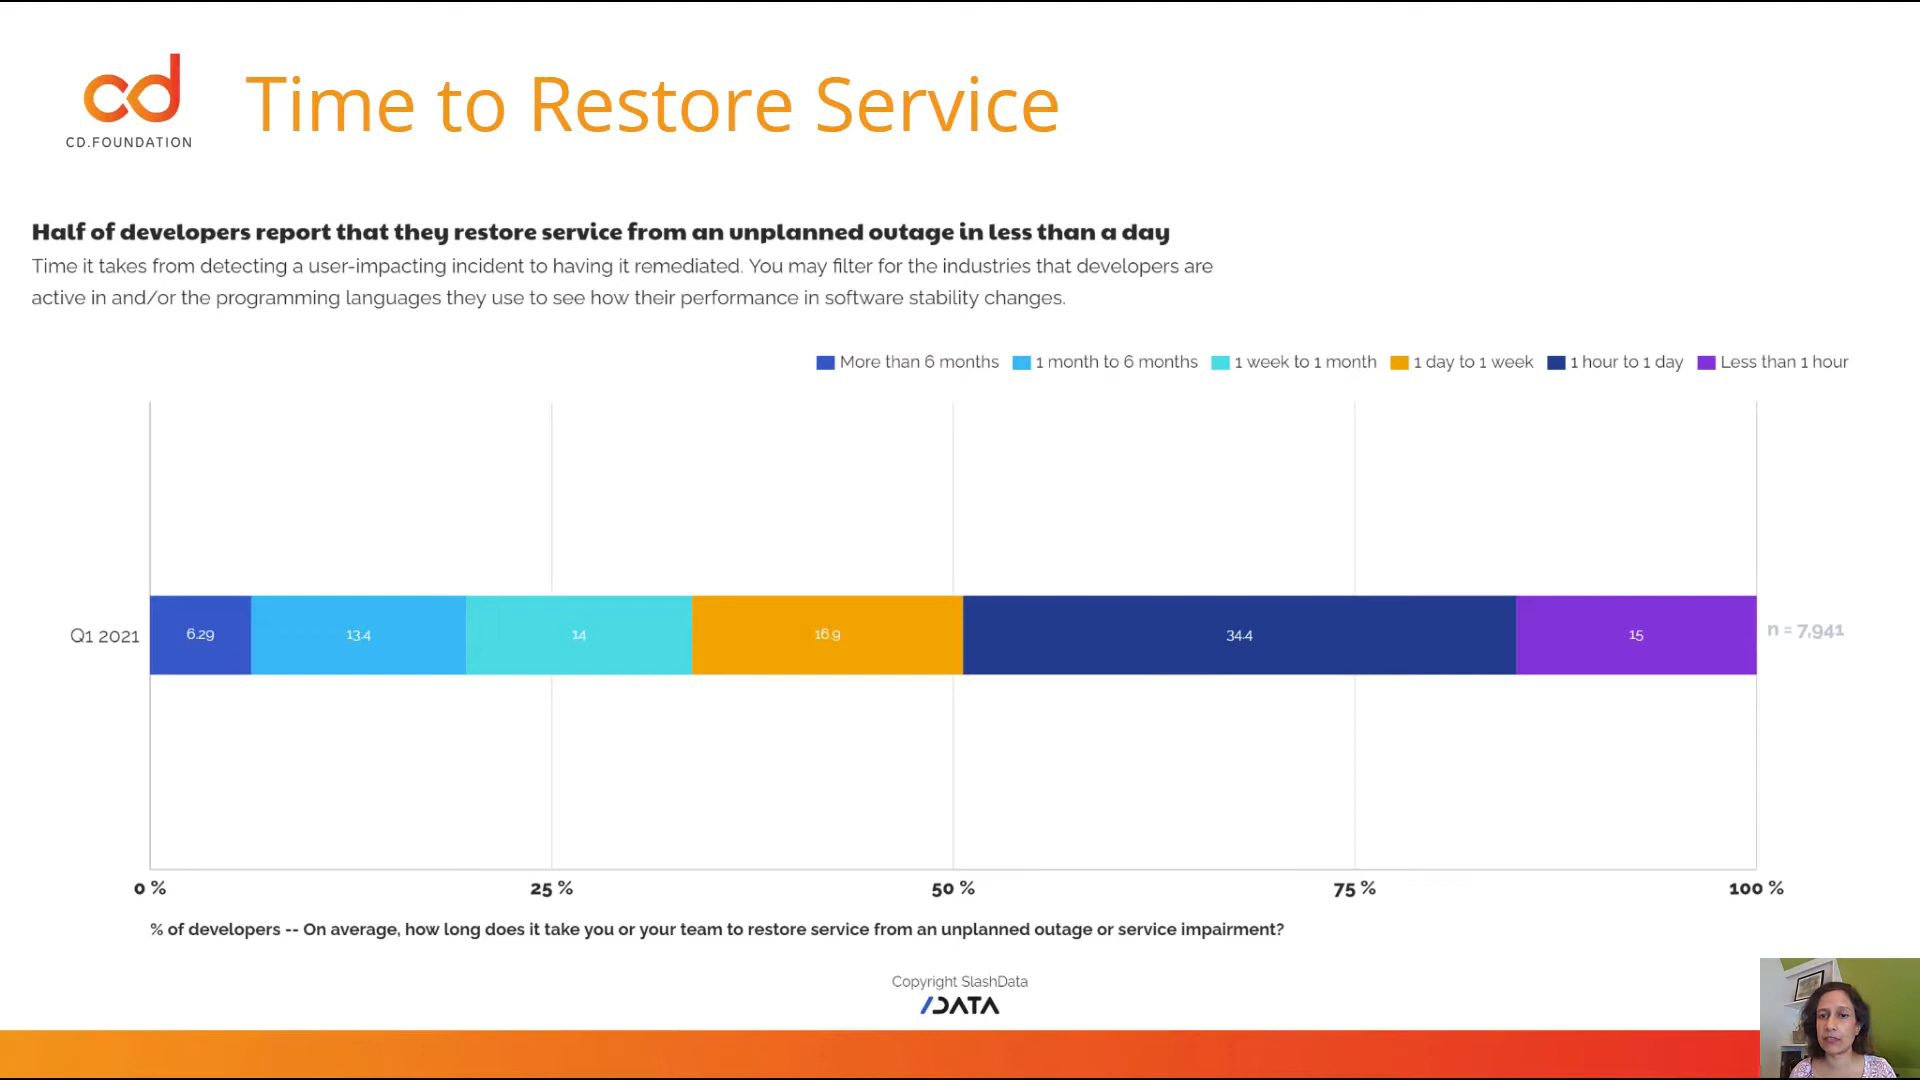 cd
CD.FOUNDATION
Time to Restore Service
Half of developers report that they restore service from an unplanned outage in less than a day
Time it takes from detecting a user-impacting incident to having it remediated. You may filter for the industries that developers are
active in and/or the programming languages they use to see how their performance in software stability changes.
More than 6 months 1 month to 6 months 1 week to 1 month 1 day to 1 week 1 hour to 1 day Less than 1 hour
Q1 2021 6.29 13.4 14 16.9 34.4 15 n = 7,941
0 % 25 % 50 % 75 % 100 %
% of developers -- On average, how long does it take you or your team to restore service from an unplanned outage or service impairment?
Copyright SlashData
/DATA